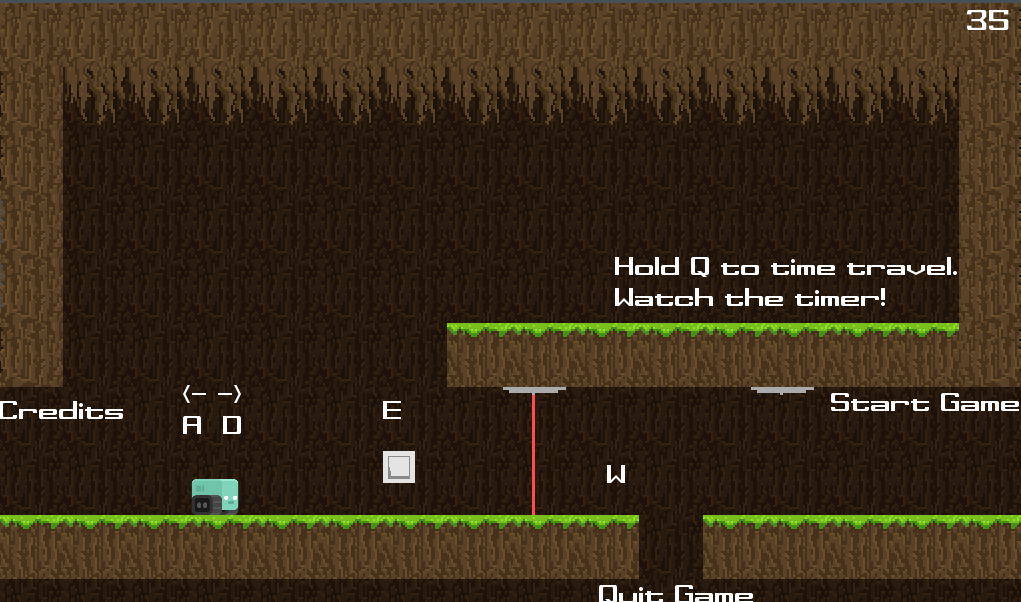 35
Hold Q to time travel.
Watch the timer!
<- ->
Credits
A D
E
Start Game
W
Quit Game